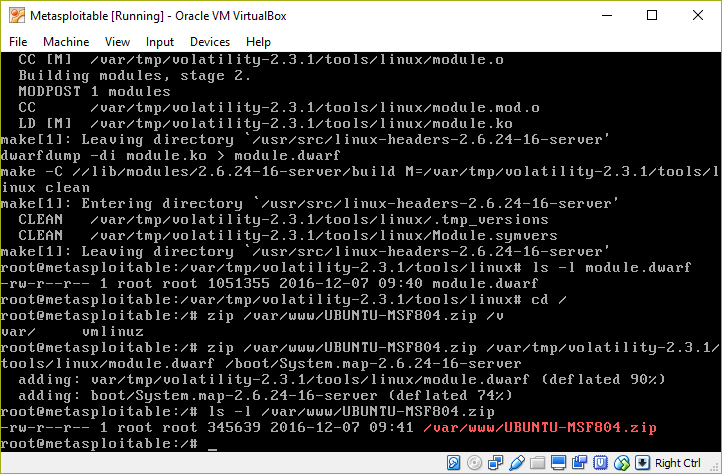 Metasploitable [Running] - Oracle VM VirtualBox
File Machine View Input Devices Help
CC [M] /var/tmp/volatility-2.3.1/tools/linux/module.o
Building modules, stage 2.
MODPOST 1 modules
CC /var/tmp/volatility-2.3.1/tools/linux/module.mod.o
LD [M] /var/tmp/volatility-2.3.1/tools/linux/module.ko
make[1]: Leaving directory `/usr/src/linux-headers-2.6.24-16-server'
dwarfdump -di module.ko > module.dwarf
make -C //lib/modules/2.6.24-16-server/build M=/var/tmp/volatility-2.3.1/tools/l
inux clean
make[1]: Entering directory `/usr/src/linux-headers-2.6.24-16-server'
CLEAN /var/tmp/volatility-2.3.1/tools/linux/.tmp_versions
CLEAN /var/tmp/volatility-2.3.1/tools/linux/Module.symvers
make[1]: Leaving directory `/usr/src/linux-headers-2.6.24-16-server'
root@metasploitable:/var/tmp/volatility-2.3.1/tools/linux# ls -l module.dwarf
-rw-r--r-- 1 root root 1051355 2016-12-07 09:40 module.dwarf
root@metasploitable:/var/tmp/volatility-2.3.1/tools/linux# cd /
root@metasploitable:/# zip /var/www/UBUNTU-MSF804.zip /v
var/ vmlinuz
root@metasploitable:/# zip /var/www/UBUNTU-MSF804.zip /var/tmp/volatility-2.3.1/
tools/linux/module.dwarf /boot/System.map-2.6.24-16-server
adding: var/tmp/volatility-2.3.1/tools/linux/module.dwarf (deflated 90%)
adding: boot/System.map-2.6.24-16-server (deflated 74%)
root@metasploitable:/# ls -l /var/www/UBUNTU-MSF804.zip
-rw-r--r-- 1 root root 345639 2016-12-07 09:41 /var/www/UBUNTU-MSF804.zip
root@metasploitable:/# _
Right Ctrl